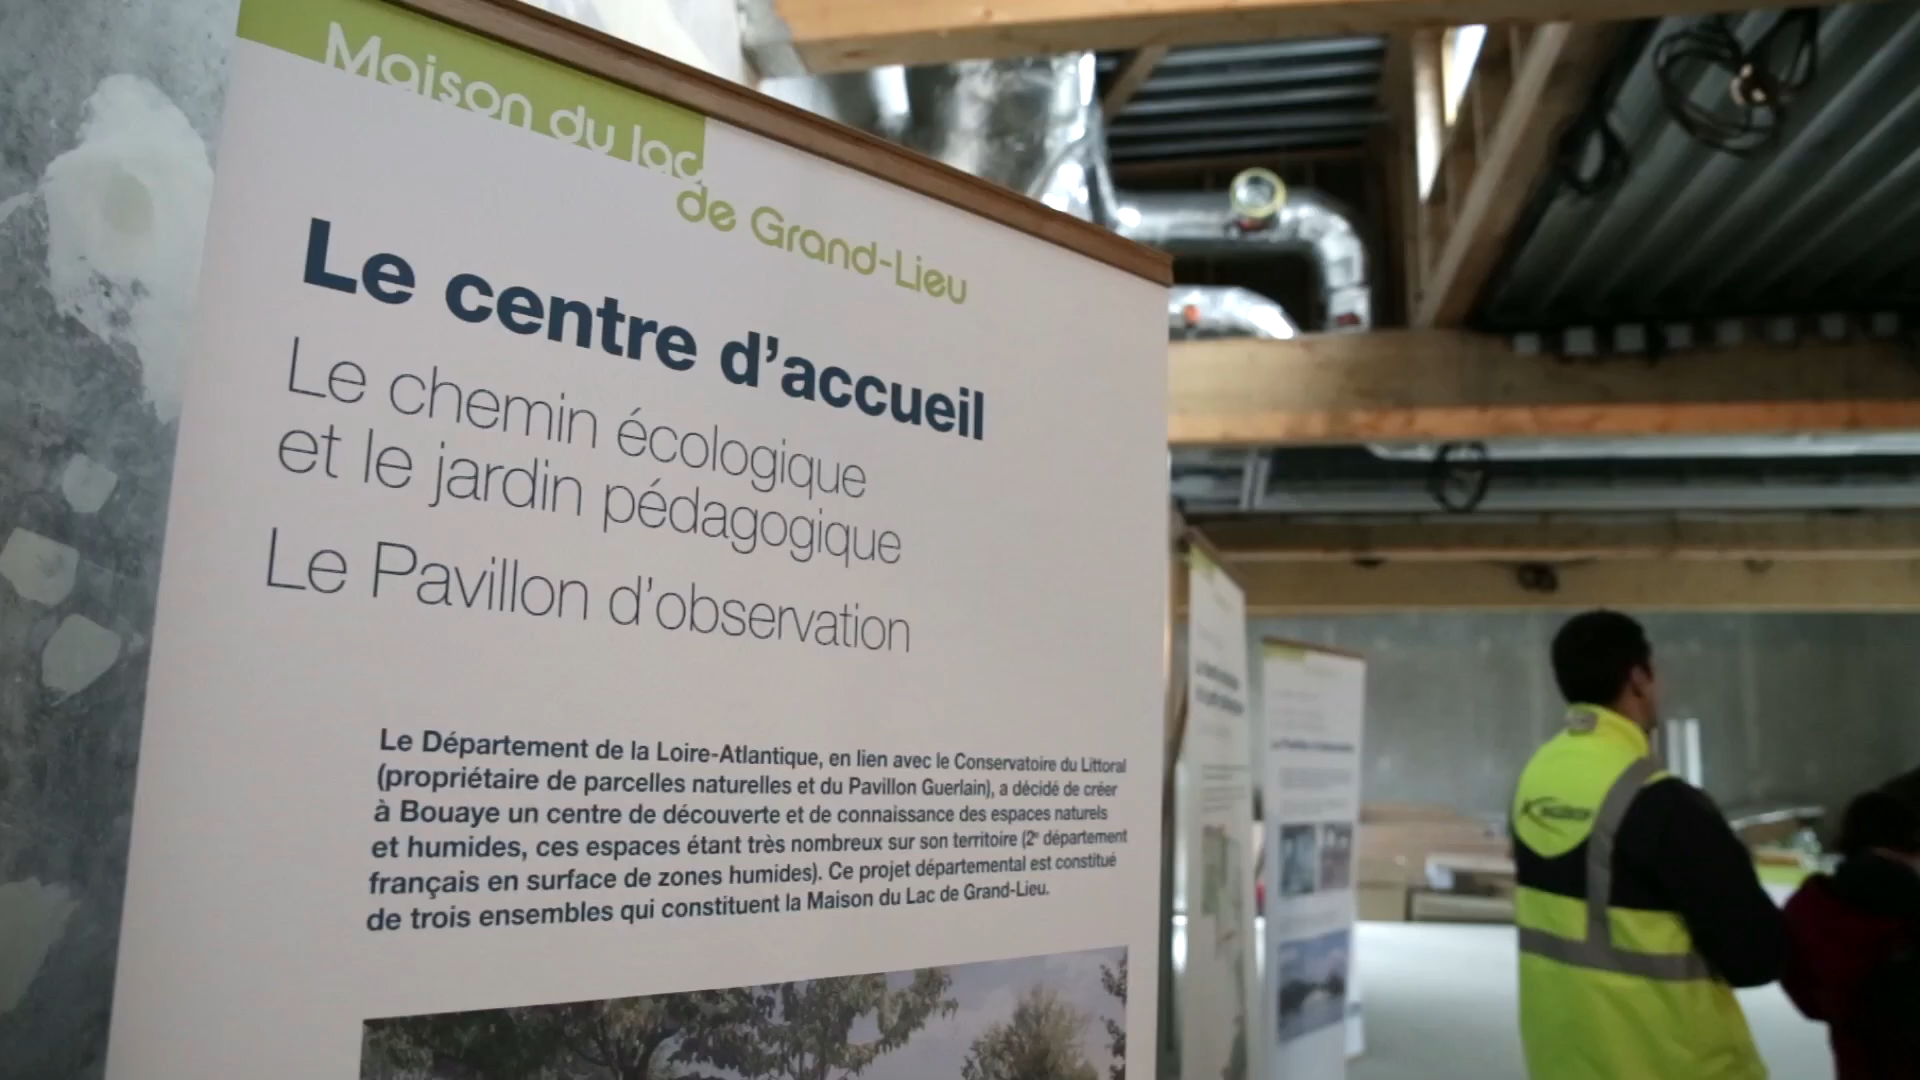 Maison du lac
de Grand-Lieu
Le centre d'accueil
Le chemin écologique
et le jardin pédagogique
Le Pavillon d'observation
Le Département de la Loire-Atlantique, en lien avec le Conservatoire du Littoral
(propriétaire de parcelles naturelles et du Pavillon Guerlain), a décidé de créer
à Bouaye un centre de découverte et de connaissance des espaces naturels
et humides, ces espaces étant très nombreux sur son territoire (2e département
français en surface de zones humides). Ce projet départemental est constitué
de trois ensembles qui constituent la Maison du Lac de Grand-Lieu.